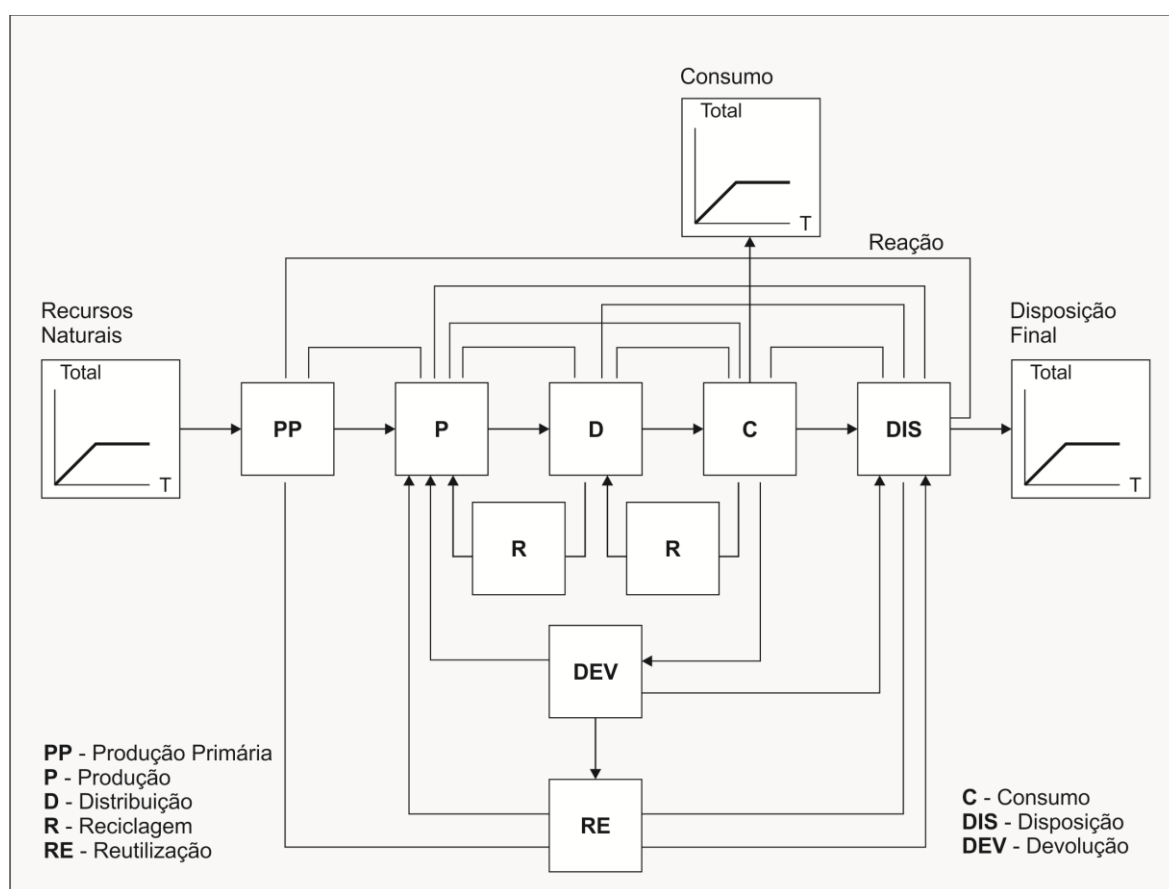 Consumo
Total
T
Reação
Recursos
Naturais
Total
T
Disposição
Final
Total
T
PP
P
D
C
DIS
R
R
DEV
RE
PP - Produção Primária
P - Produção
D - Distribuição
R - Reciclagem
RE - Reutilização
C - Consumo
DIS - Disposição
DEV - Devolução